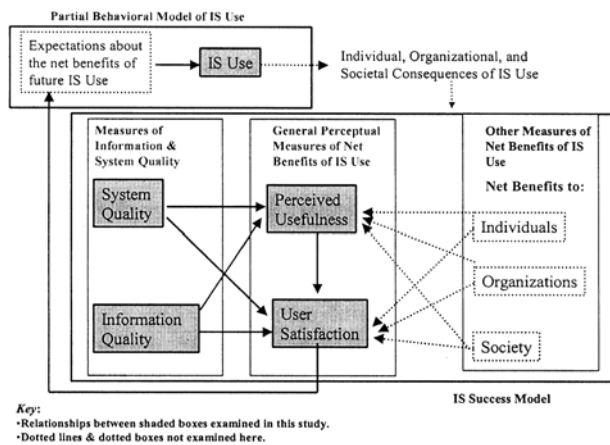 Partial Behavioral Model of IS Use
Expectations about
the net benefits of
future IS Use
IS Use
Individual, Organizational, and
Societal Consequences of IS Use
Measures of
Information &
System Quality
General Perceptual
Measures of Net
Benefits of IS Use
Other Measures of
Net Benefits of IS
Use
Net Benefits to:
System
Quality
Perceived
Usefulness
Individuals
Organizations
Information
Quality
User
Satisfaction
Society
IS Success Model
Key:
•Relationships between shaded boxes examined in this study.
•Dotted lines & dotted boxes not examined here.